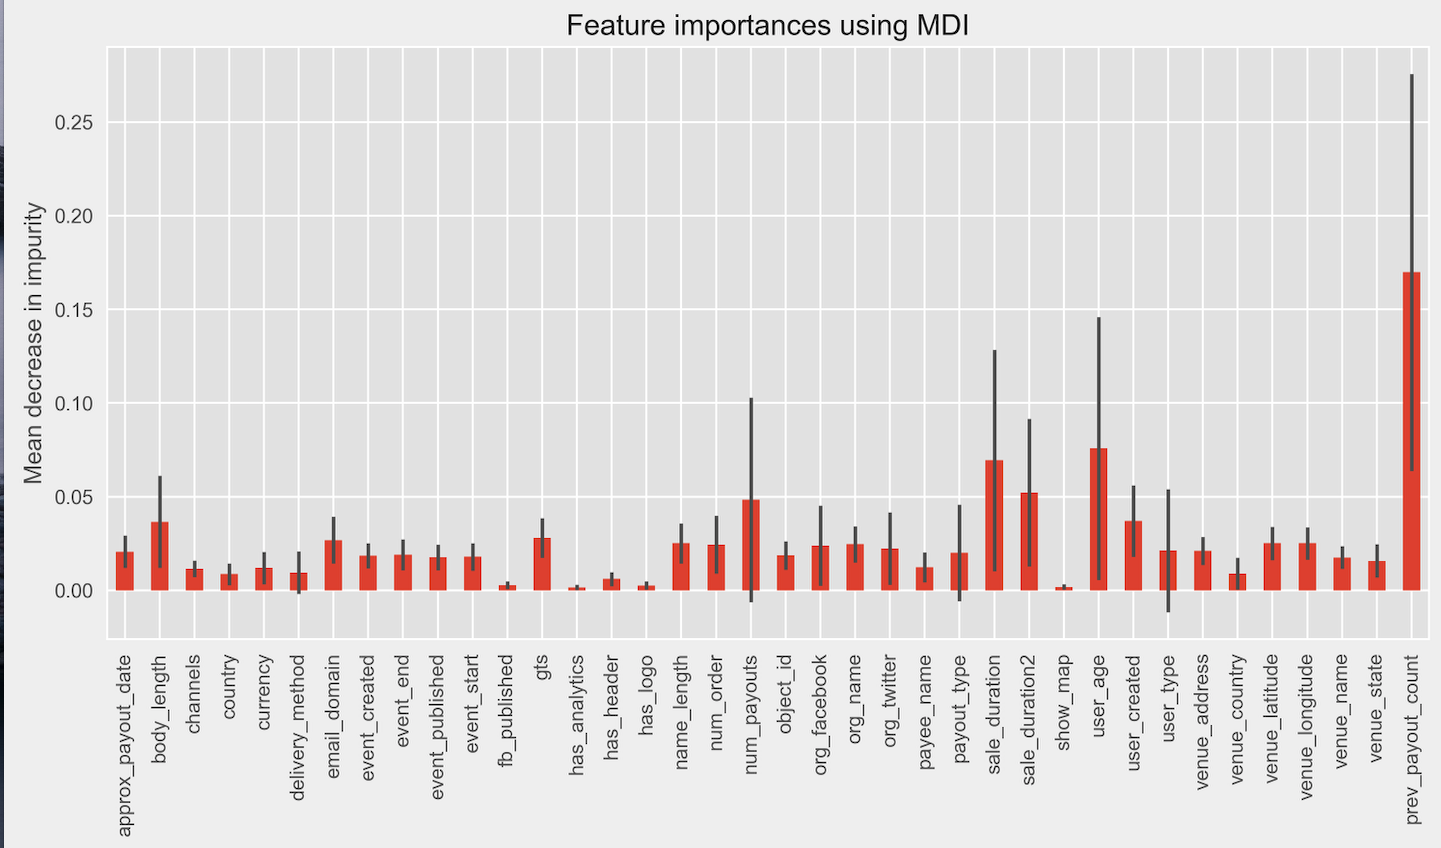 Feature importances using MDI
Mean decrease in impurity
0.25
0.20
0.15
0.10
0.05
0.00
approx_payout_date
body_length
channels
country
currency
delivery_method
email_domain
event_created
event_end
event_published
event_start
fb_published
gts
has_analytics
has_header
has_logo
name_length
num_order
num_payouts
object_id
org_facebook
org_name
org_twitter
payee_name
payout_type
sale_duration
sale_duration2
show_map
user_age
user_created
user_type
venue_address
venue_country
venue_latitude
venue_longitude
venue_name
venue_state
prev_payout_count